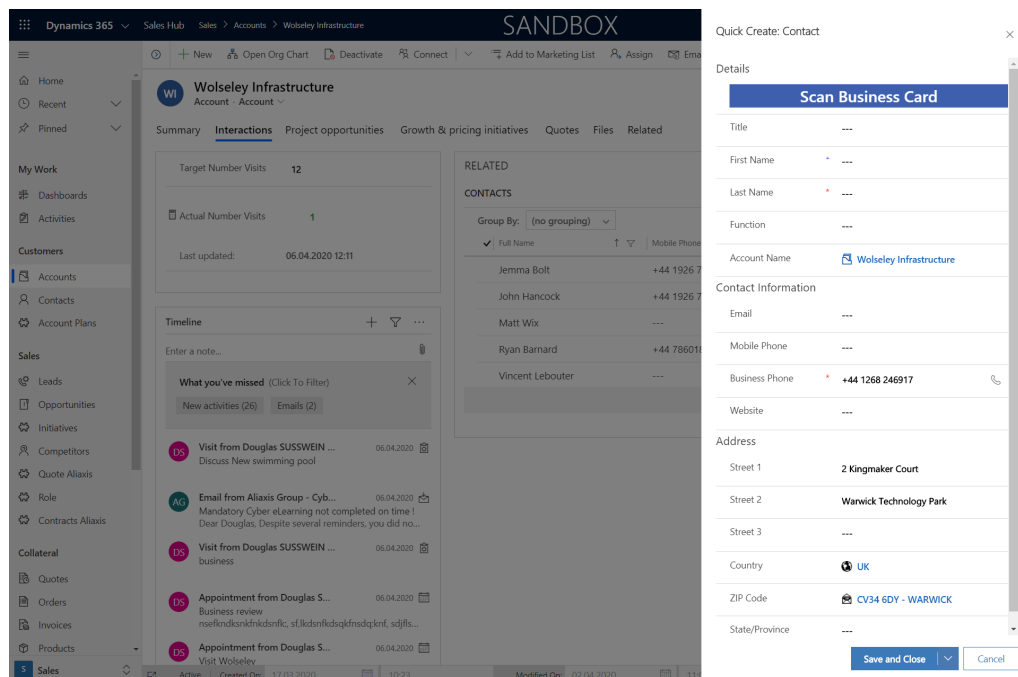 Dynamics 365
Sales Hub Sales > Accounts > Wolseley Infrastructure
SANDBOX
New
Open Org Chart
Deactivate
Connect
Add to Marketing List
Assign
Home
Recent
Pinned
My Work
Dashboards
Activities
Customers
Accounts
Contacts
Account Plans
Sales
Leads
Opportunities
Initiatives
Competitors
Quote Aliaxis
Role
Contracts Aliaxis
Collateral
Quotes
Orders
Invoices
Products
S Sales
WI
Wolseley Infrastructure
Account · Account
Summary Interactions Project opportunities Growth & pricing initiatives Quotes Files Related
Target Number Visits 12
Actual Number Visits 1
Last updated: 06.04.2020 12:11
Timeline
Enter a note...
What you've missed (Click To Filter)
New activities (26) Emails (2)
DS
Visit from Douglas SUSSWEIN ... 06.04.2020
Discuss New swimming pool
AG
Email from Aliaxis Group - Cyb... 06.04.2020
Mandatory Cyber eLearning not completed on time !
Dear Douglas, Despite several reminders, you did no...
DS
Visit from Douglas SUSSWEIN ... 06.04.2020
business
DS
Appointment from Douglas S... 06.04.2020
Business review
nsefkndksnkfnkdsnflc, sf,lkdsnfkdsqkfnsdq:knf, sdjfls...
DS
Appointment from Douglas S... 06.04.2020
Visit Wolseley
RELATED
CONTACTS
Group By: (no grouping)
Full Name Mobile Phone
Jemma Bolt +44 1926 7
John Hancock +44 1926 7
Matt Wix ---
Ryan Barnard +44 786018
Vincent Lebouter ---
Active Created On: 17.03.2020 10:23 Modified On: 02.04.2020
Quick Create: Contact
Details
Scan Business Card
Title ---
First Name * ---
Last Name * ---
Function ---
Account Name Wolseley Infrastructure
Contact Information
Email ---
Mobile Phone ---
Business Phone * +44 1268 246917
Website ---
Address
Street 1 2 Kingmaker Court
Street 2 Warwick Technology Park
Street 3 ---
Country UK
ZIP Code CV34 6DY - WARWICK
State/Province ---
Save and Close Cancel